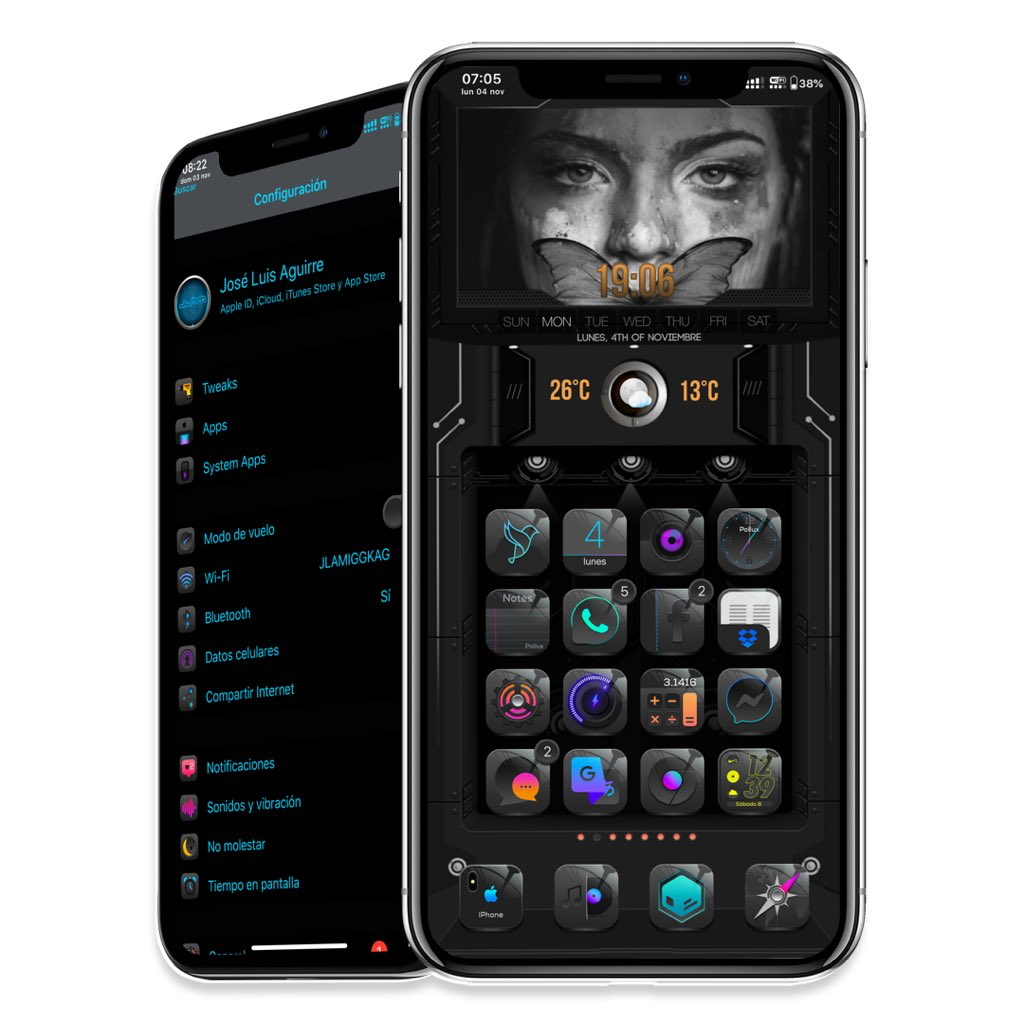 08:22
dom 03 nov
Buscar
Configuración
José Luis Aguirre
Apple ID, iCloud, iTunes Store y App Store
Tweaks
Apps
System Apps
Modo de vuelo
Wi-Fi
JLAMIGGKAG
Bluetooth
Sí
Datos celulares
Compartir Internet
Notificaciones
Sonidos y vibración
No molestar
Tiempo en pantalla
1
07:05
lun 04 nov
WiFi
38%
19:06
SUN MON TUE WED THU FRI SAT
LUNES, 4TH OF NOVIEMBRE
26°C 13°C
4
lunes
12
Pollux
Notes
Pollux
5
2
f
3.1416
+ −
× ÷ =
2
G
12
39
Sábado 8
iPhone